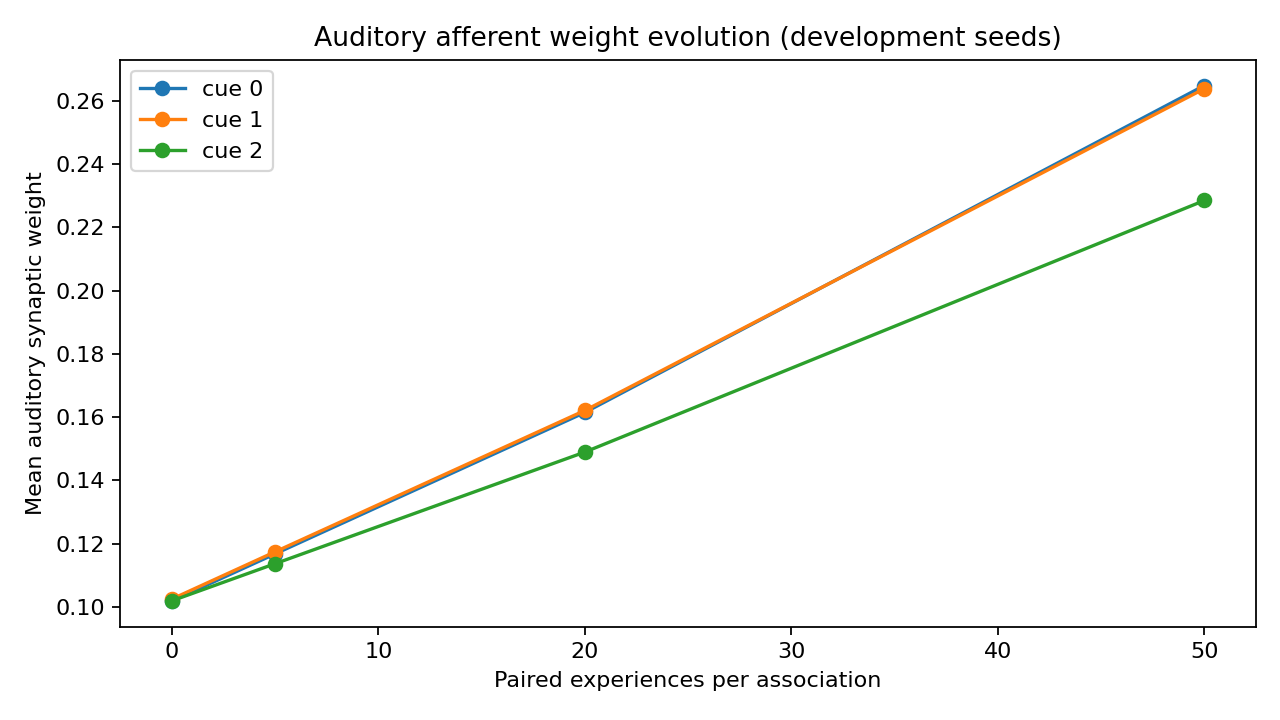 Auditory afferent weight evolution (development seeds)
cue 0
cue 1
cue 2
Mean auditory synaptic weight
0.26
0.24
0.22
0.20
0.18
0.16
0.14
0.12
0.10
0 10 20 30 40 50
Paired experiences per association